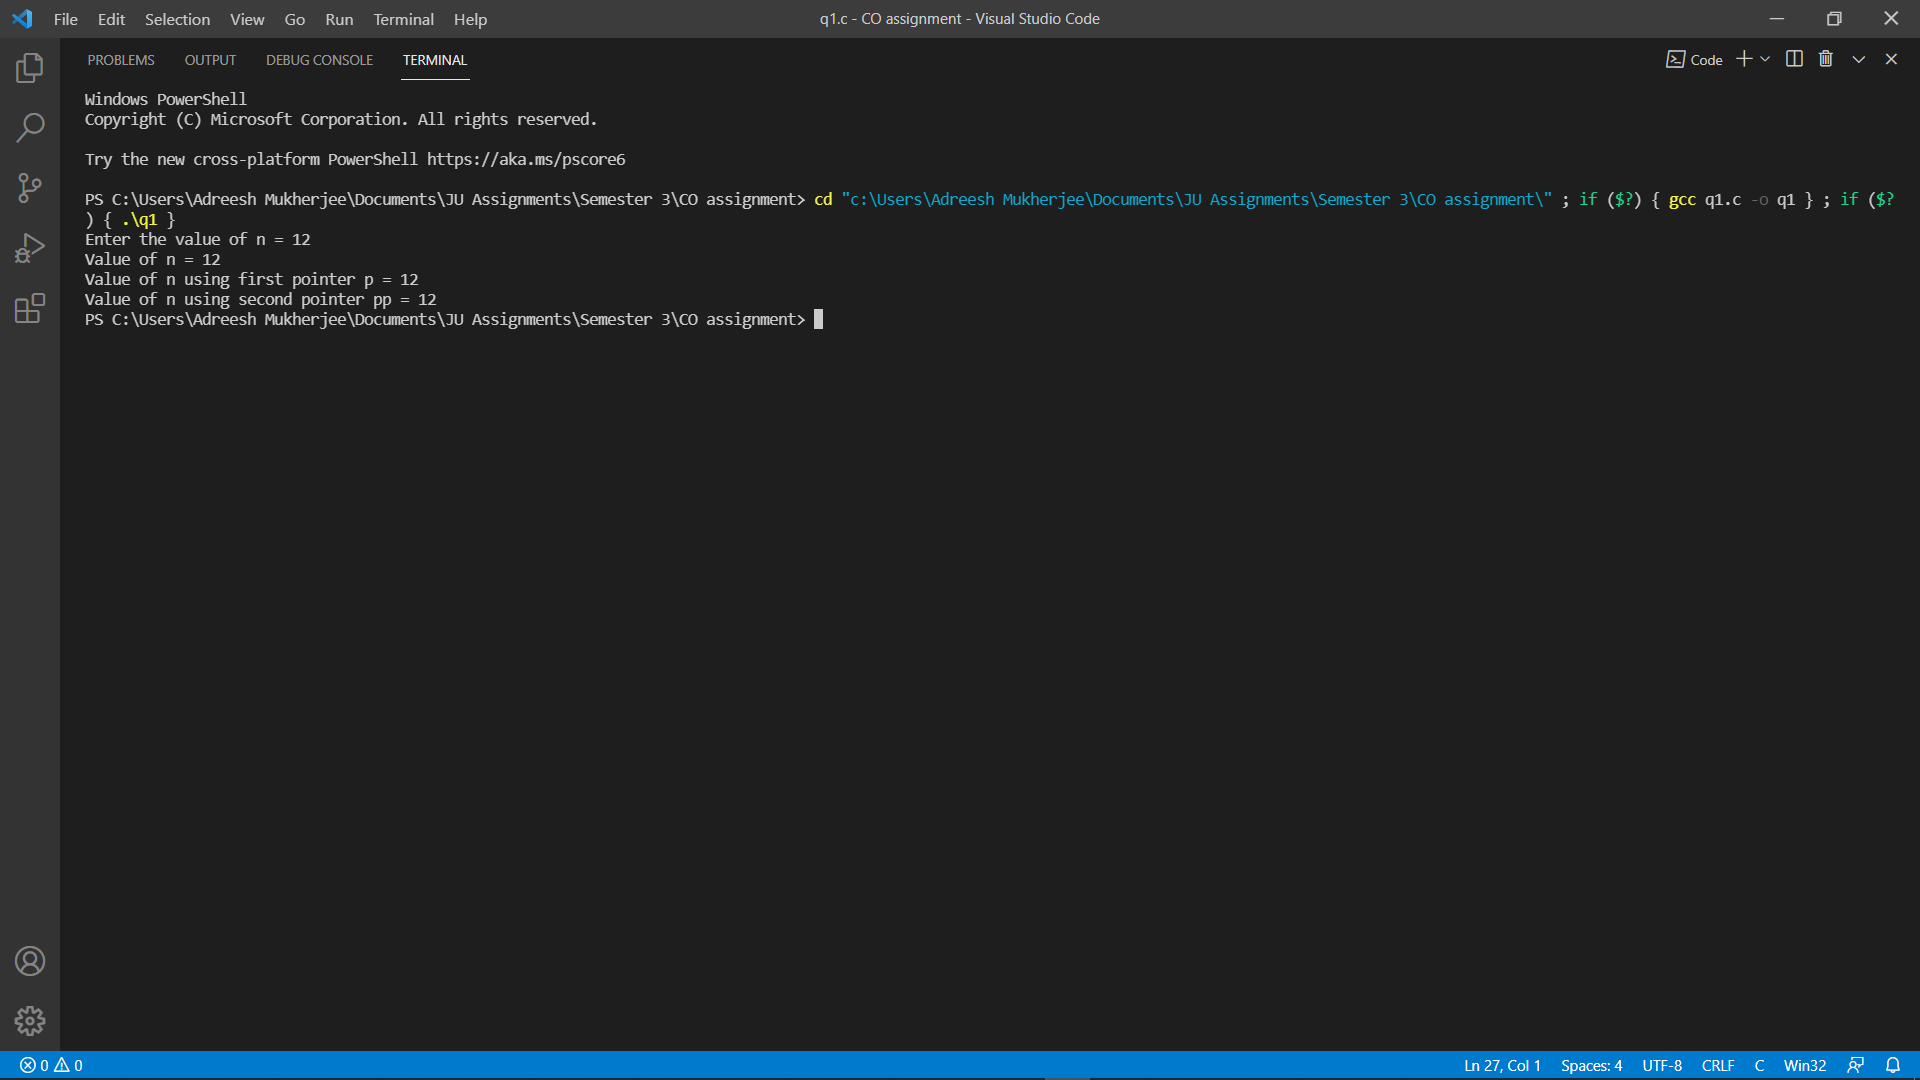 File Edit Selection View Go Run Terminal Help
q1.c - CO assignment - Visual Studio Code
PROBLEMS OUTPUT DEBUG CONSOLE TERMINAL
Code
Windows PowerShell
Copyright (C) Microsoft Corporation. All rights reserved.
Try the new cross-platform PowerShell https://aka.ms/pscore6
PS C:\Users\Adreesh Mukherjee\Documents\JU Assignments\Semester 3\CO assignment> cd "c:\Users\Adreesh Mukherjee\Documents\JU Assignments\Semester 3\CO assignment\" ; if ($?) { gcc q1.c -o q1 } ; if ($?
) { .\q1 }
Enter the value of n = 12
Value of n = 12
Value of n using first pointer p = 12
Value of n using second pointer pp = 12
PS C:\Users\Adreesh Mukherjee\Documents\JU Assignments\Semester 3\CO assignment>
0 0
Ln 27, Col 1 Spaces: 4 UTF-8 CRLF C Win32